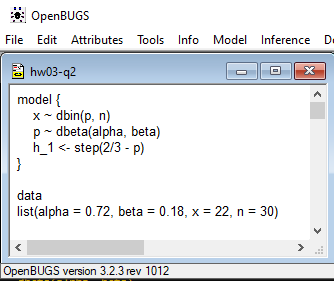 OpenBUGS
File Edit Attributes Tools Info Model Inference
hw03-q2
model {
x ~ dbin(p, n)
p ~ dbeta(alpha, beta)
h_1 <- step(2/3 - p)
}
data
list(alpha = 0.72, beta = 0.18, x = 22, n = 30)
OpenBUGS version 3.2.3 rev 1012